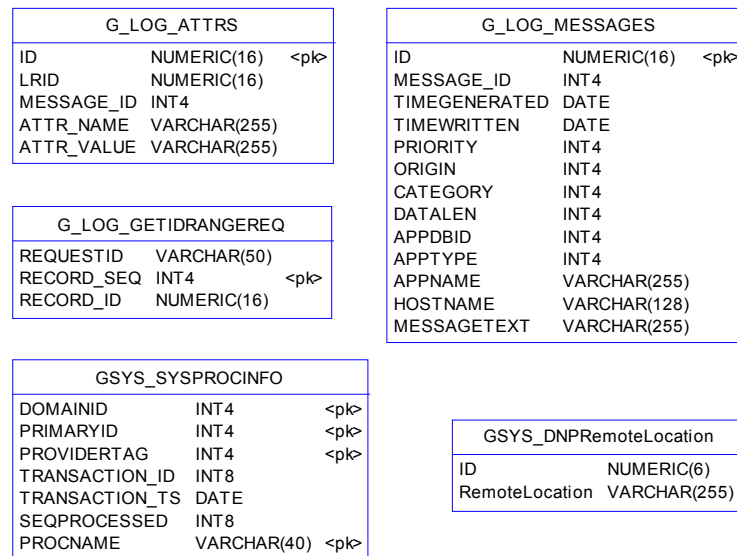 G_LOG_ATTRS
ID NUMERIC(16) <pk>
LRID NUMERIC(16)
MESSAGE_ID INT4
ATTR_NAME VARCHAR(255)
ATTR_VALUE VARCHAR(255)
G_LOG_MESSAGES
ID NUMERIC(16) <pk>
MESSAGE_ID INT4
TIMEGENERATED DATE
TIMEWRITTEN DATE
PRIORITY INT4
ORIGIN INT4
CATEGORY INT4
DATALEN INT4
APPDBID INT4
APPTYPE INT4
APPNAME VARCHAR(255)
HOSTNAME VARCHAR(128)
MESSAGETEXT VARCHAR(255)
G_LOG_GETIDRANGEREQ
REQUESTID VARCHAR(50)
RECORD_SEQ INT4 <pk>
RECORD_ID NUMERIC(16)
GSYS_SYSPROCINFO
DOMAINID INT4 <pk>
PRIMARYID INT4 <pk>
PROVIDERTAG INT4 <pk>
TRANSACTION_ID INT8
TRANSACTION_TS DATE
SEQPROCESSED INT8
PROCNAME VARCHAR(40) <pk>
GSYS_DNPRemoteLocation
ID NUMERIC(6)
RemoteLocation VARCHAR(255)